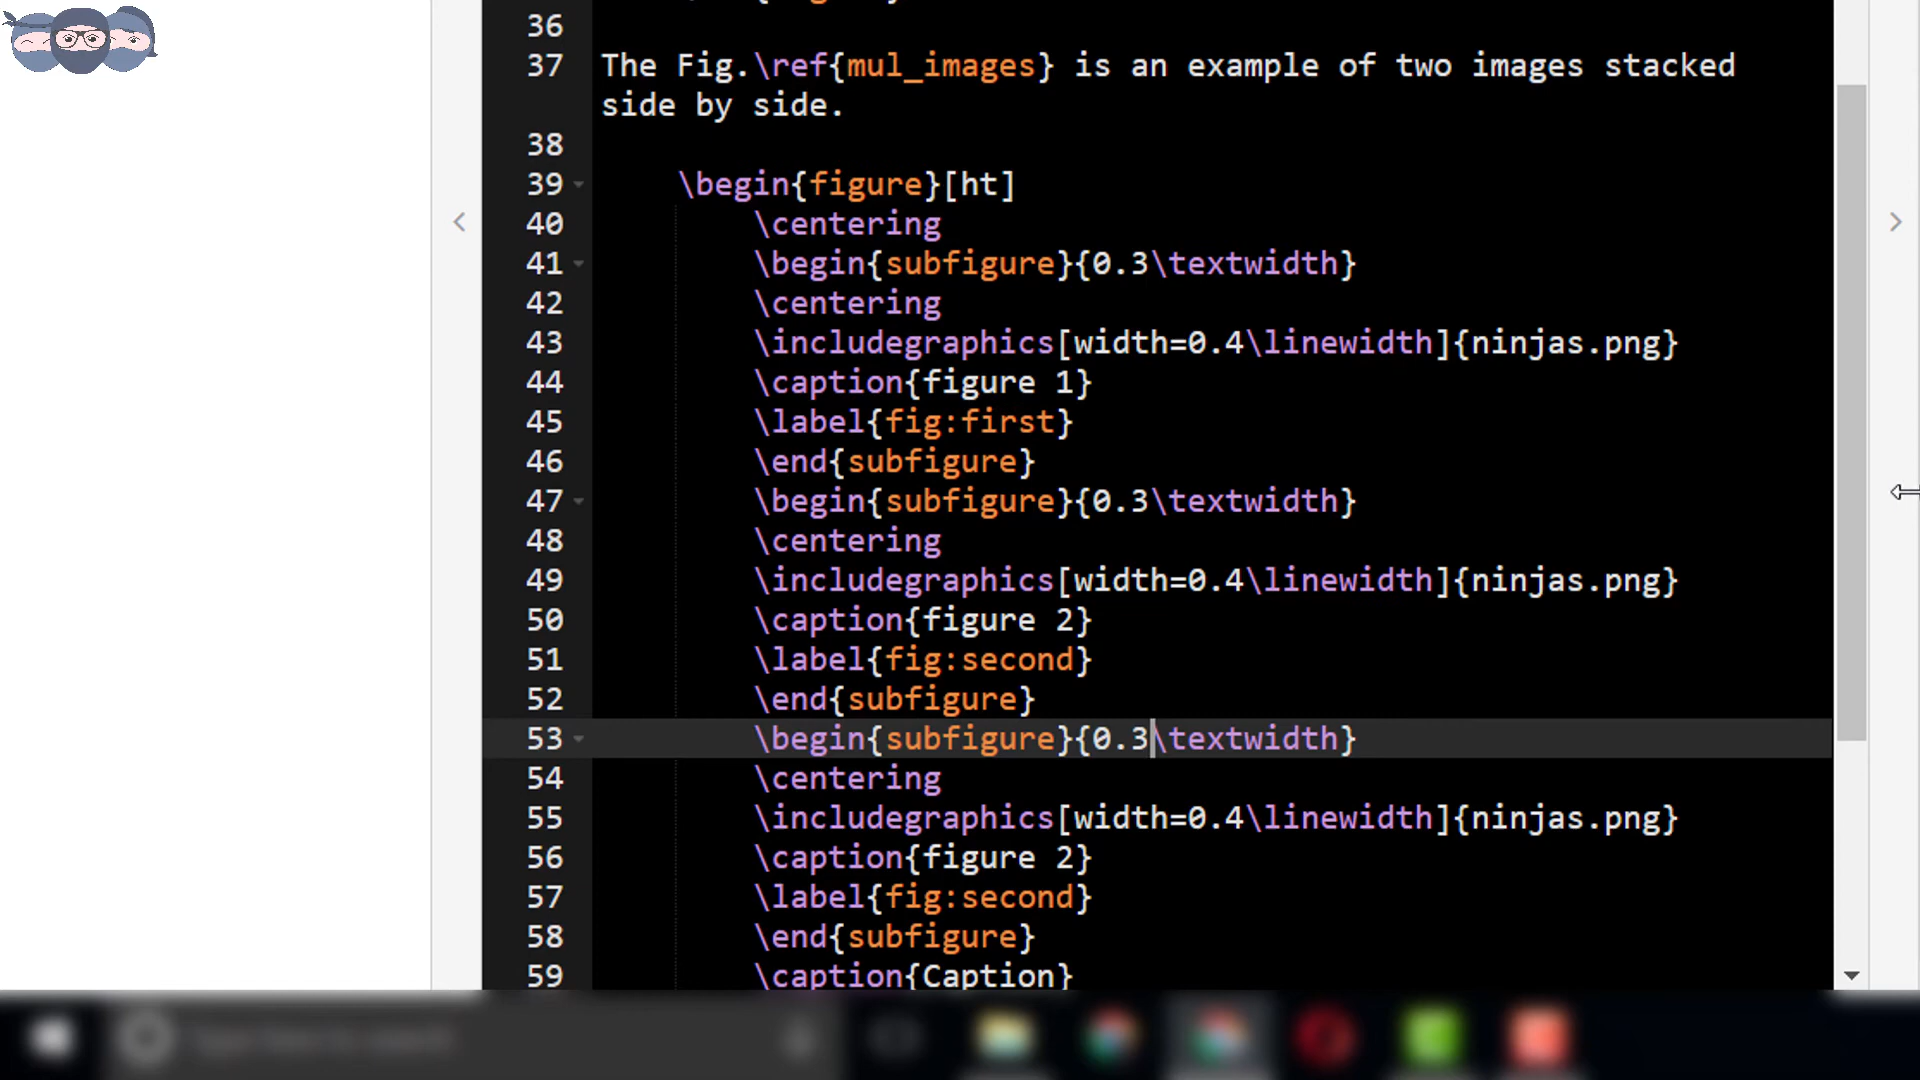 36
37 The Fig.\ref{mul_images} is an example of two images stacked
side by side.
38
39 \begin{figure}[ht]
40 \centering
41 \begin{subfigure}{0.3\textwidth}
42 \centering
43 \includegraphics[width=0.4\linewidth]{ninjas.png}
44 \caption{figure 1}
45 \label{fig:first}
46 \end{subfigure}
47 \begin{subfigure}{0.3\textwidth}
48 \centering
49 \includegraphics[width=0.4\linewidth]{ninjas.png}
50 \caption{figure 2}
51 \label{fig:second}
52 \end{subfigure}
53 \begin{subfigure}{0.3\textwidth}
54 \centering
55 \includegraphics[width=0.4\linewidth]{ninjas.png}
56 \caption{figure 2}
57 \label{fig:second}
58 \end{subfigure}
59 \caption{Caption}